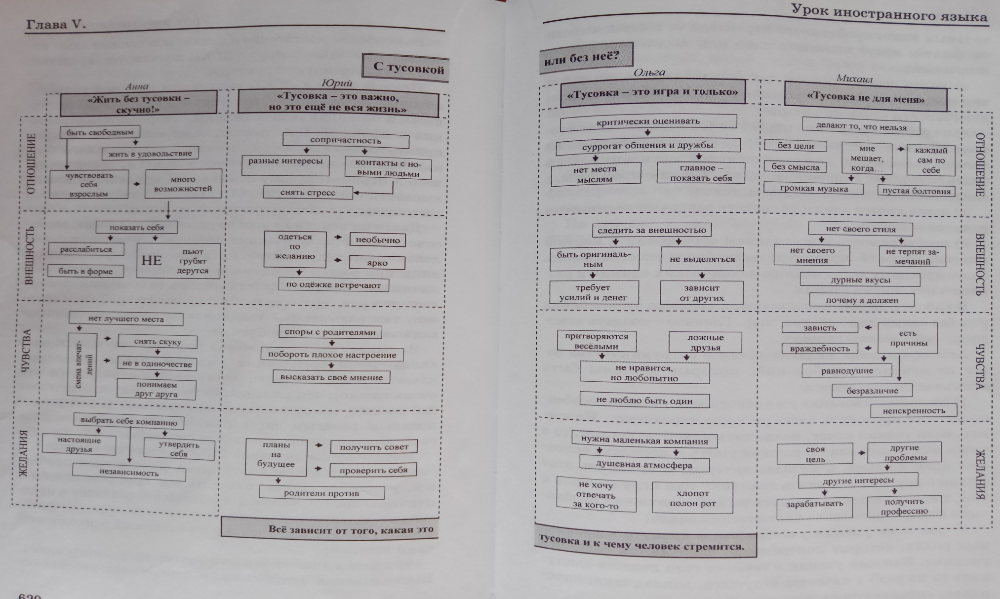 Глава V.
С тусовкой
Анна
Юрий
«Жить без тусовки –
скучно!»
«Тусовка – это важно,
но это ещё не вся жизнь»
ОТНОШЕНИЕ
быть свободным
жить в удовольствие
чувствовать
себя
взрослым
много
возможностей
сопричастность
разные интересы
контакты с но-
выми людьми
снять стресс
ВНЕШНОСТЬ
показать себя
расслабиться
быть в форме
НЕ
пьют
грубят
дерутся
одеться
по
желанию
необычно
ярко
по одёжке встречают
ЧУВСТВА
нет лучшего места
смена впечат-
лений
снять скуку
не в одиночестве
понимаем
друг друга
споры с родителями
побороть плохое настроение
высказать своё мнение
ЖЕЛАНИЯ
выбрать себе компанию
настоящие
друзья
утвердить
себя
независимость
планы
на
будущее
получить совет
проверить себя
родители против
Всё зависит от того, какая это
620
Урок иностранного языка
или без неё?
Ольга
Михаил
«Тусовка – это игра и только»
«Тусовка не для меня»
критически оценивать
суррогат общения и дружбы
нет места
мыслям
главное –
показать себя
делают то, что нельзя
без цели
без смысла
мне
мешает,
когда...
каждый
сам по
себе
громкая музыка
пустая болтовня
ОТНОШЕНИЕ
следить за внешностью
быть оригиналь-
ным
не выделяться
требует
усилий и денег
зависит
от других
нет своего стиля
нет своего
мнения
не терпят за-
мечаний
дурные вкусы
почему я должен
ВНЕШНОСТЬ
притворяются
весёлыми
ложные
друзья
не нравится,
но любопытно
не люблю быть один
зависть
враждебность
есть
причины
равнодушие
безразличие
неискренность
ЧУВСТВА
нужна маленькая компания
душевная атмосфера
не хочу
отвечать
за кого-то
хлопот
полон рот
своя
цель
другие
проблемы
другие интересы
зарабатывать
получить
профессию
ЖЕЛАНИЯ
тусовка и к чему человек стремится.